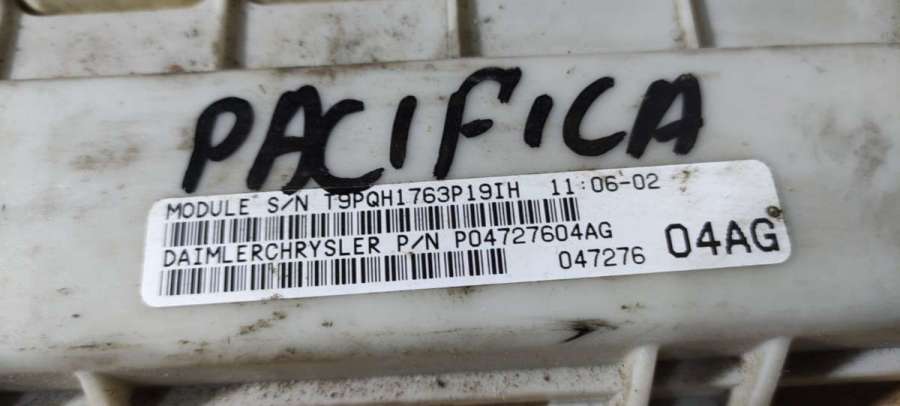 PACIFICA
MODULE S/N T9PQH1763P19IH 11:06-02
DAIMLERCHRYSLER P/N P04727604AG
047276 04AG